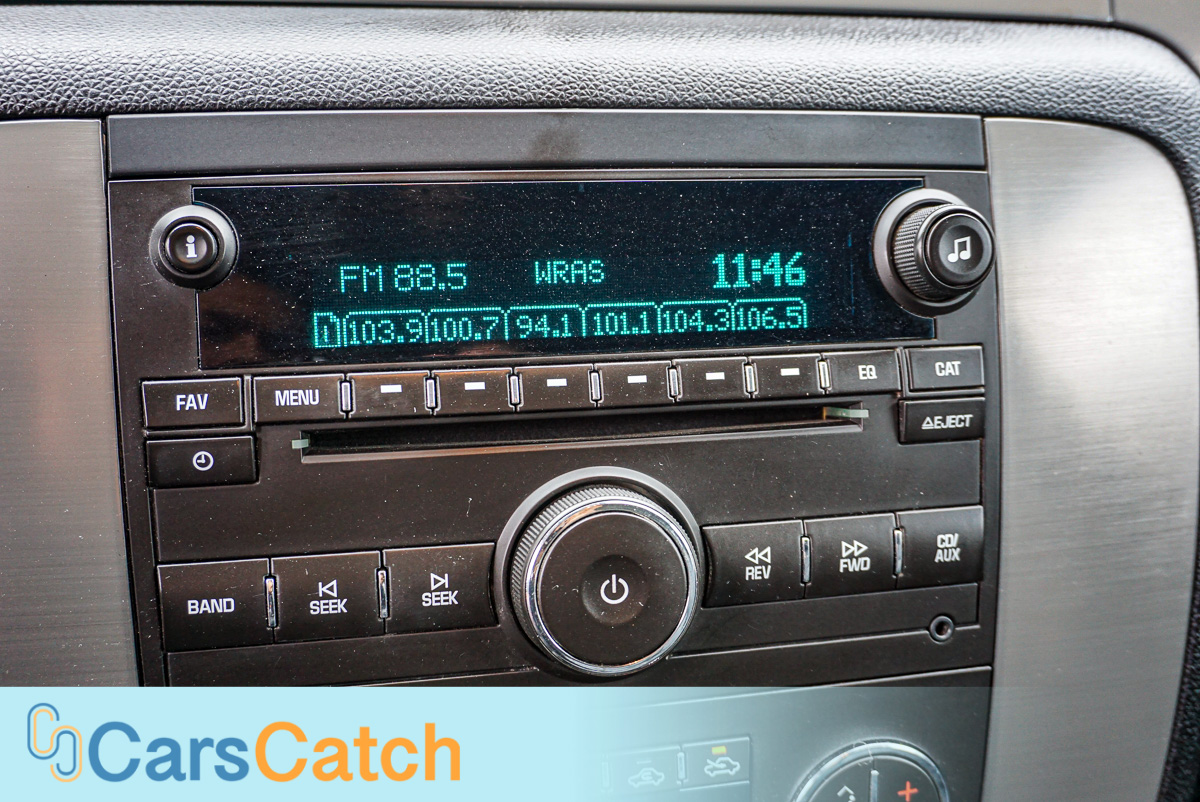 FM 88.5 WRAS 11:46
1 103.9 100.7 94.1 101.1 104.3 106.5
FAV MENU EQ CAT
EJECT
BAND SEEK SEEK REV FWD CD/AUX
CarsCatch